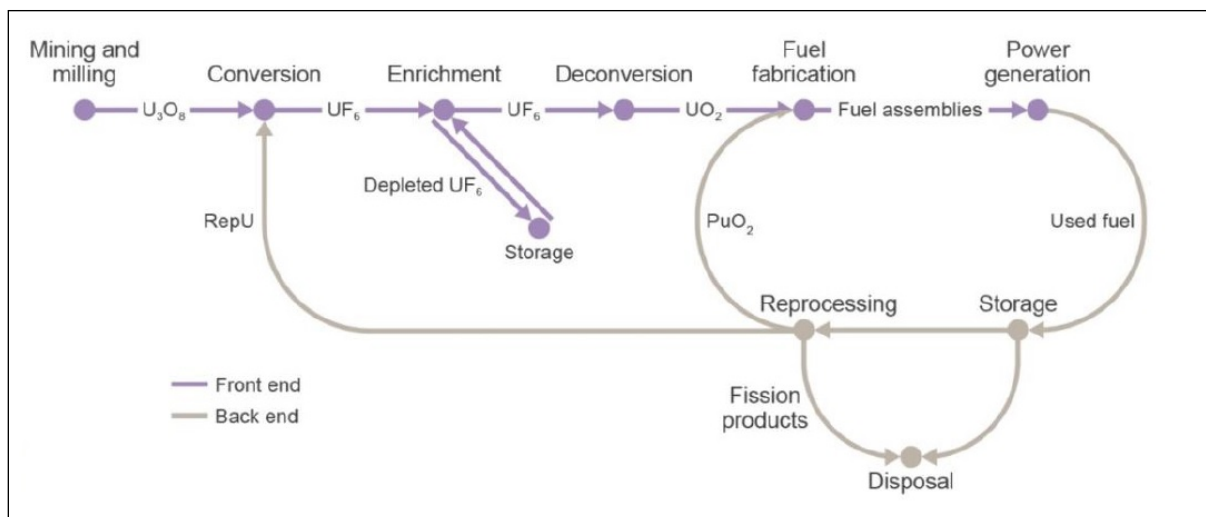 Mining and
milling
Conversion
Enrichment
Deconversion
Fuel
fabrication
Power
generation
U₃O₈
UF₆
UF₆
UO₂
Fuel assemblies
Depleted UF₆
Storage
RepU
PuO₂
Used fuel
Reprocessing
Storage
Front end
Back end
Fission
products
Disposal